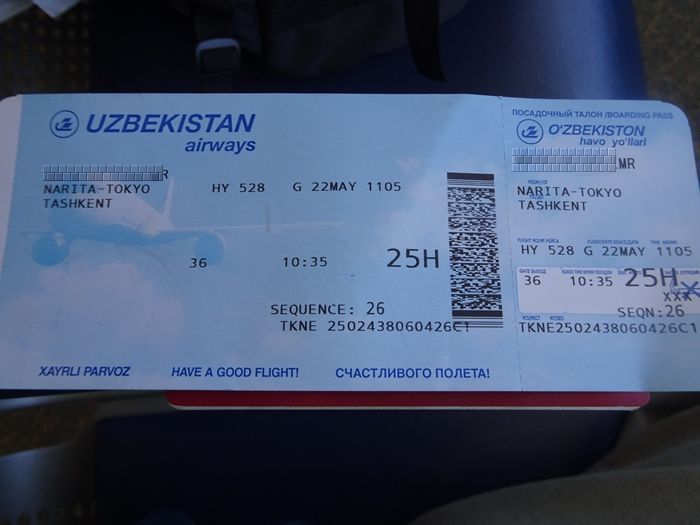 UZBEKISTAN
airways
R
NARITA-TOKYO HY 528 G 22MAY 1105
TASHKENT
36 10:35 25H
SEQUENCE: 26
TKNE 2502438060426C1
XAYRLI PARVOZ HAVE A GOOD FLIGHT! СЧАСТЛИВОГО ПОЛЕТА!
ПОСАДОЧНЫЙ ТАЛОН /BOARDING PASS
O'ZBEKISTON
havo yo'llari
MR
NARITA-TOKYO
TASHKENT
HY 528 G 22MAY 1105
36 10:35 25H
XXX
SEQN:26
TKNE2502438060426C1